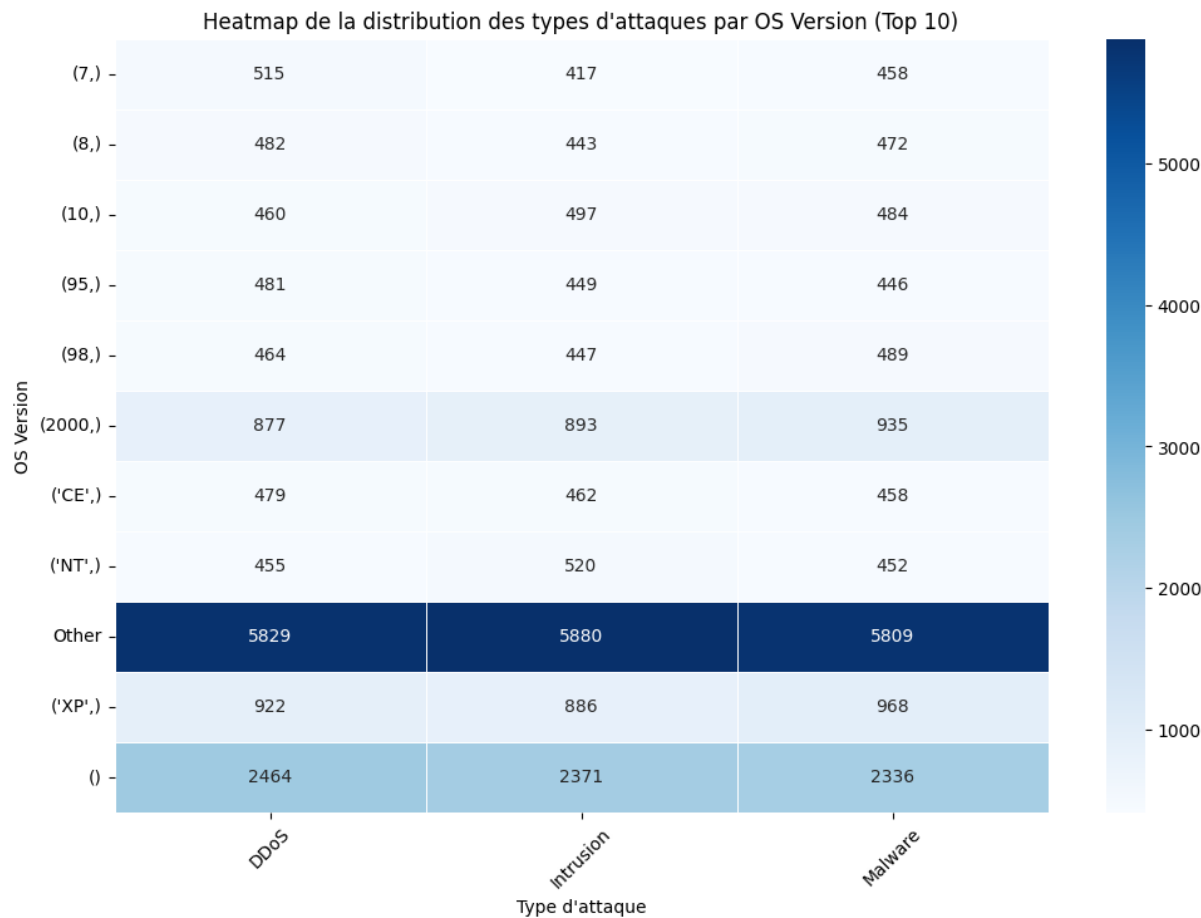 Heatmap de la distribution des types d'attaques par OS Version (Top 10)
(7,) 515 417 458
(8,) 482 443 472
(10,) 460 497 484
(95,) 481 449 446
(98,) 464 447 489
(2000,) 877 893 935
('CE',) 479 462 458
('NT',) 455 520 452
Other 5829 5880 5809
('XP',) 922 886 968
() 2464 2371 2336
OS Version
DDoS Intrusion Malware
Type d'attaque
5000
4000
3000
2000
1000